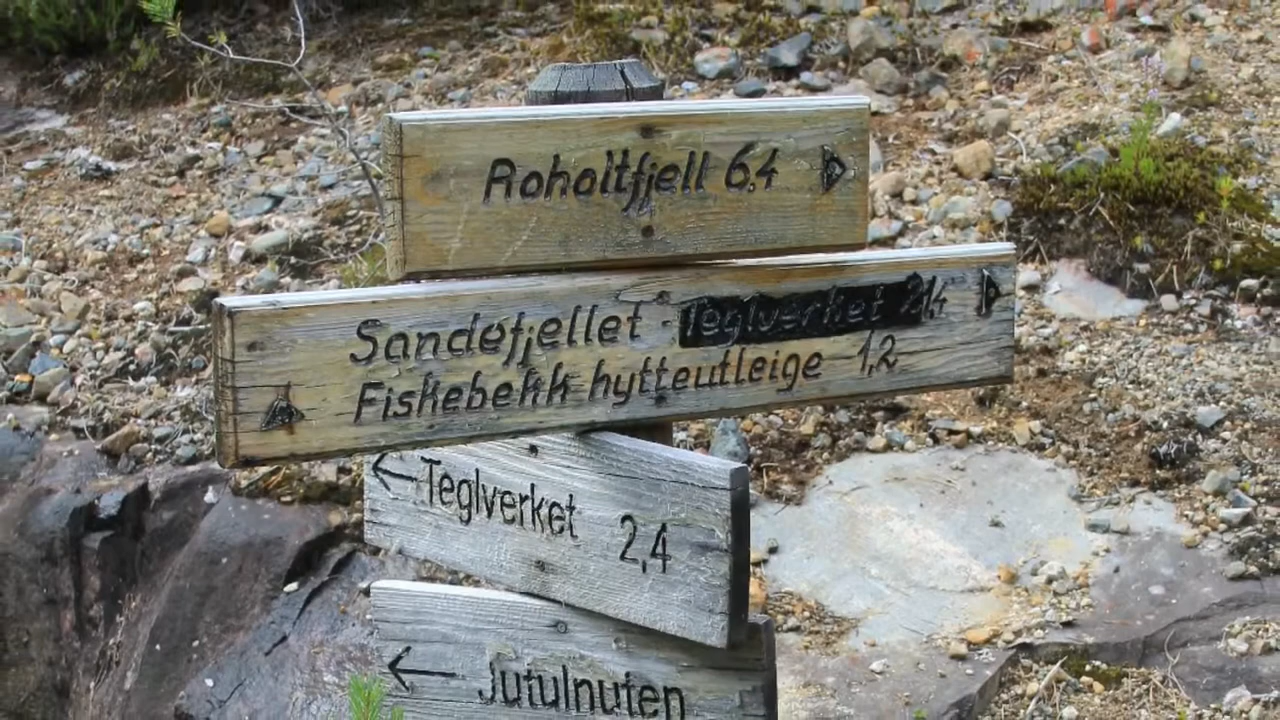 Roholtfjell 6,4
Sandefjellet Teglverket 2,4
Fiskebekk hytteutleige 1,2
Teglverket 2,4
Jutulnuten